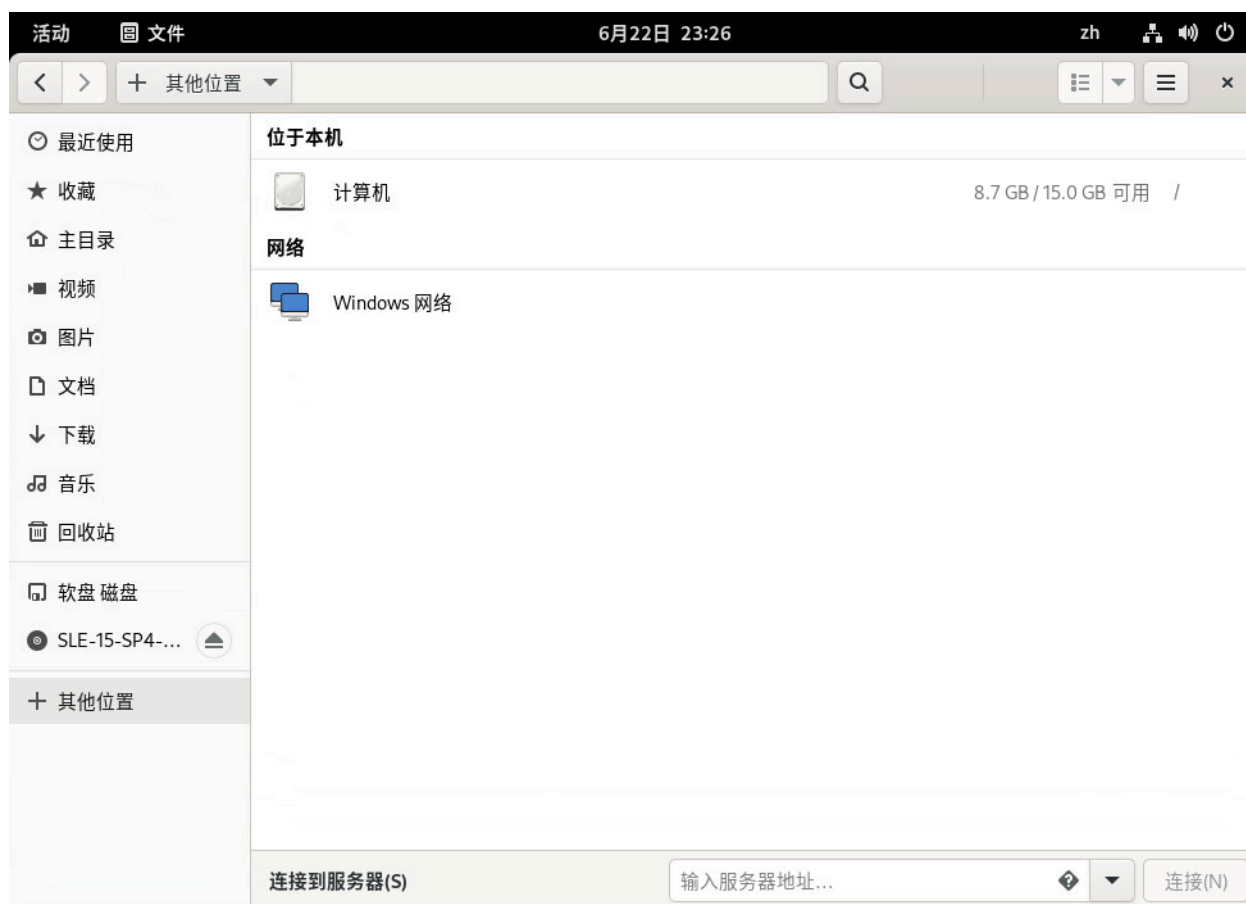 活动 文件 6月22日 23:26 zh
其他位置
最近使用
收藏
主目录
视频
图片
文档
下载
音乐
回收站
软盘 磁盘
SLE-15-SP4-...
其他位置
位于本机
计算机 8.7 GB / 15.0 GB 可用 /
网络
Windows 网络
连接到服务器(S) 输入服务器地址... 连接(N)